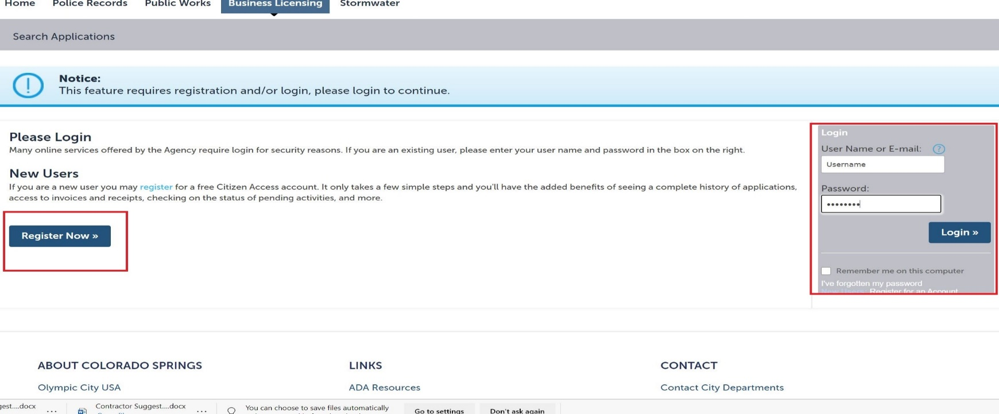 Home Police Records Public Works Business Licensing Stormwater
Search Applications
Notice:
This feature requires registration and/or login, please login to continue.
Please Login
Many online services offered by the Agency require login for security reasons. If you are an existing user, please enter your user name and password in the box on the right.
New Users
If you are a new user you may register for a free Citizen Access account. It only takes a few simple steps and you'll have the added benefits of seeing a complete history of applications,
access to invoices and receipts, checking on the status of pending activities, and more.
Register Now »
Login
User Name or E-mail: ?
Username
Password:
••••••••
Login »
Remember me on this computer
I've forgotten my password
New Users: Register for an Account
ABOUT COLORADO SPRINGS
Olympic City USA
LINKS
ADA Resources
CONTACT
Contact City Departments
gest....docx ...
Contractor Suggest....docx ...
You can choose to save files automatically
Go to settings Don't ask again